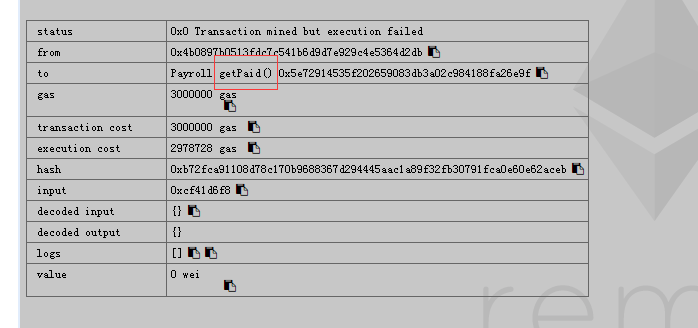 status 0x0 Transaction mined but execution failed
from 0x4b0897b0513fdc7c541b6d9d7e929c4e5364d2db
to Payroll getPaid() 0x5e72914535f202659083db3a02c984188fa26e9f
gas 3000000 gas
transaction cost 3000000 gas
execution cost 2978728 gas
hash 0xb72fca91108d78c170b9688367d294445aac1a89f32fb30791fca0e60e62aceb
input 0xcf41d6f8
decoded input {}
decoded output {}
logs []
value 0 wei
rem